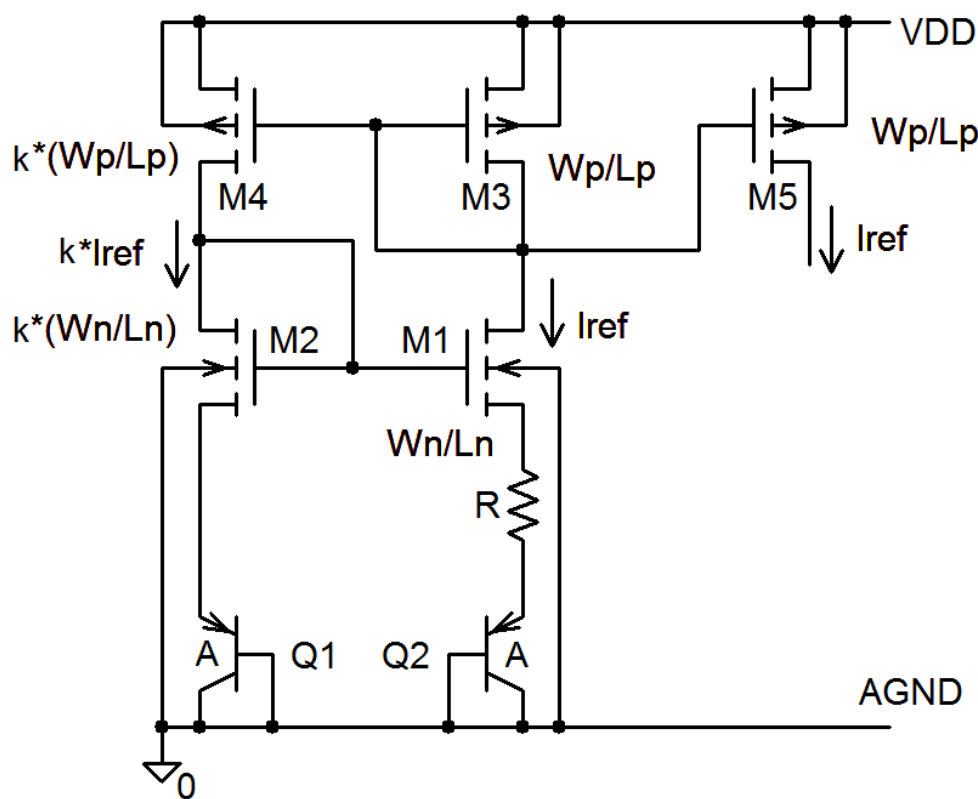 VDD
k*(Wp/Lp)
M4
M3
Wp/Lp
M5
Wp/Lp
k*Iref
Iref
Iref
k*(Wn/Ln)
M2
M1
Wn/Ln
R
A
Q1
Q2
A
AGND
0